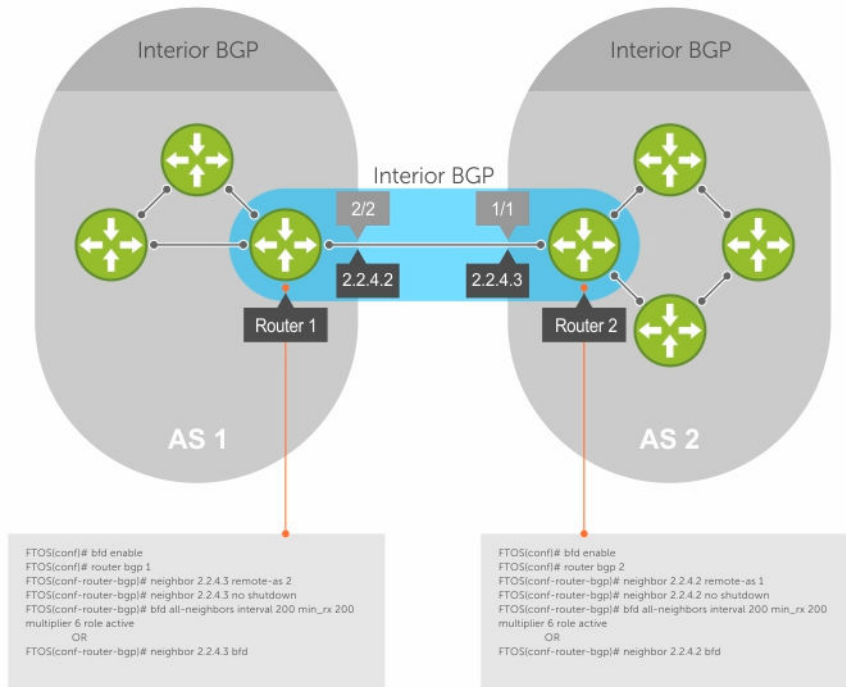 Interior BGP
Interior BGP
Interior BGP
2/2
1/1
2.2.4.2
2.2.4.3
Router 1
Router 2
AS 1
AS 2
FTOS(conf)# bfd enable
FTOS(conf)# router bgp 1
FTOS(conf-router-bgp)# neighbor 2.2.4.3 remote-as 2
FTOS(conf-router-bgp)# neighbor 2.2.4.3 no shutdown
FTOS(conf-router-bgp)# bfd all-neighbors interval 200 min_rx 200
multiplier 6 role active
OR
FTOS(conf-router-bgp)# neighbor 2.2.4.3 bfd
FTOS(conf)# bfd enable
FTOS(conf)# router bgp 2
FTOS(conf-router-bgp)# neighbor 2.2.4.2 remote-as 1
FTOS(conf-router-bgp)# neighbor 2.2.4.2 no shutdown
FTOS(conf-router-bgp)# bfd all-neighbors interval 200 min_rx 200
multiplier 6 role active
OR
FTOS(conf-router-bgp)# neighbor 2.2.4.2 bfd